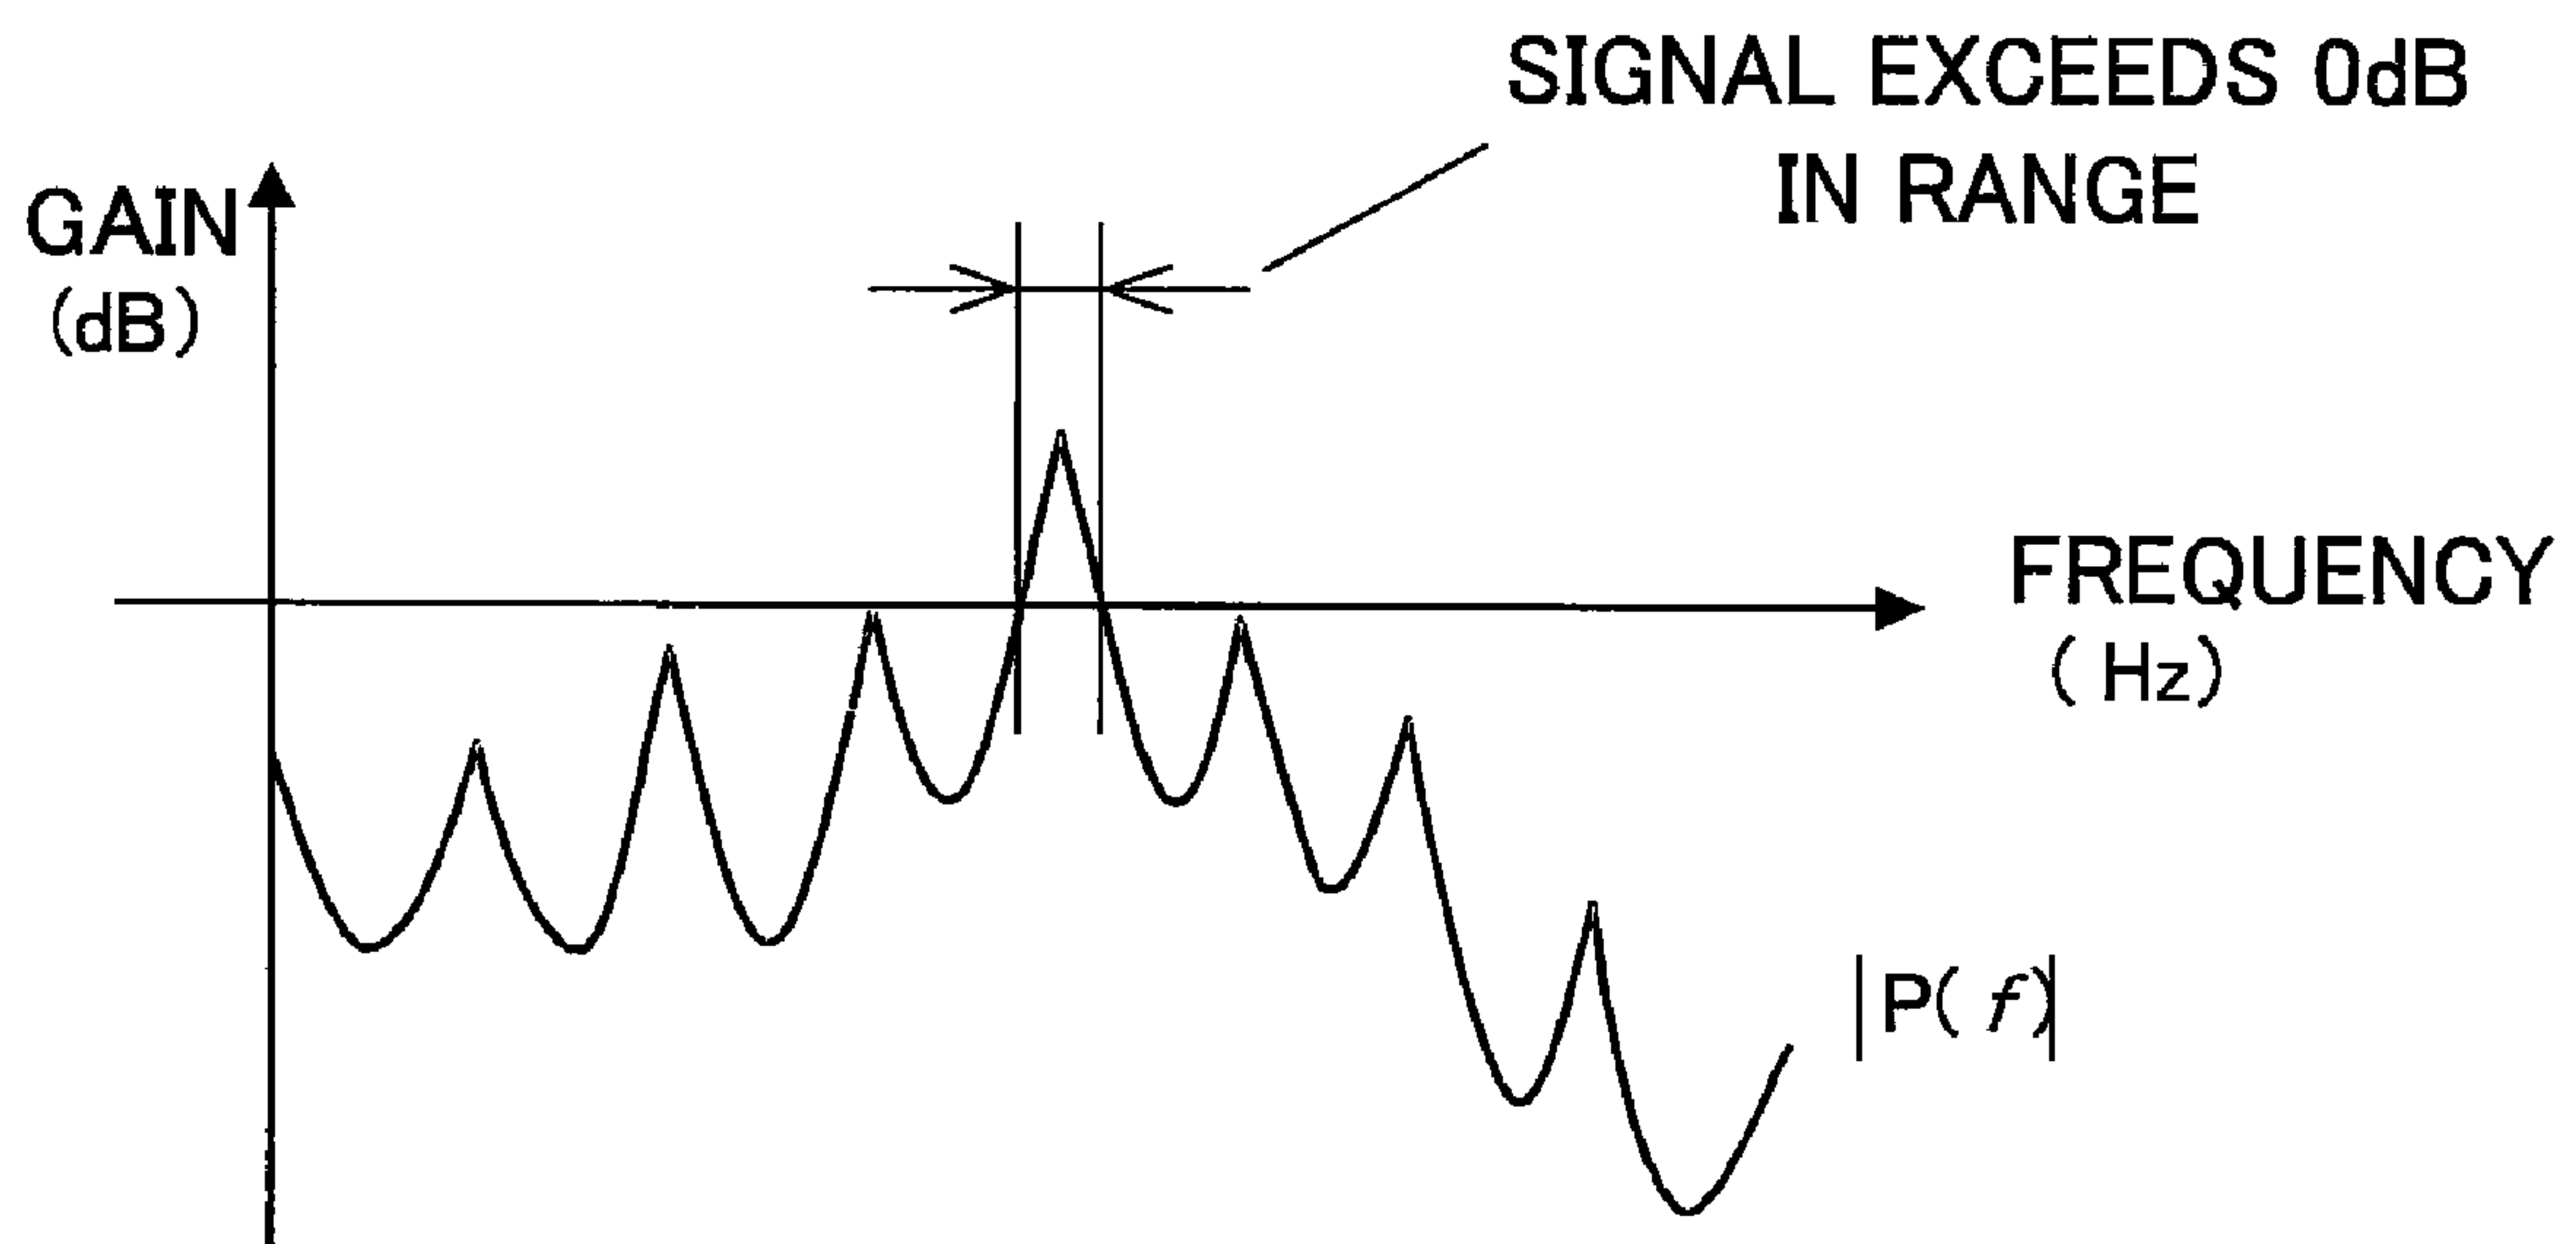 SIGNAL EXCEEDS 0dB
IN RANGE
GAIN
(dB)
FREQUENCY
( Hz)
|P( f)|